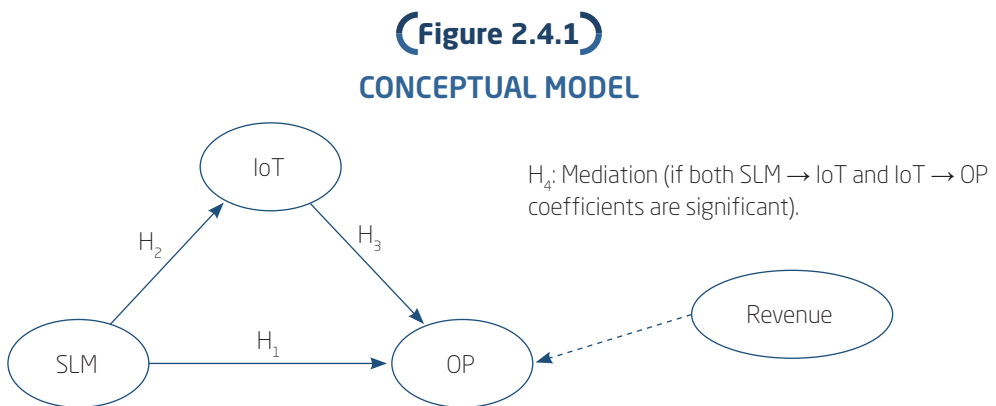 Figure 2.4.1
CONCEPTUAL MODEL
IoT
H₄: Mediation (if both SLM → IoT and IoT → OP
coefficients are significant).
H₂
H₃
Revenue
SLM
H₁
OP